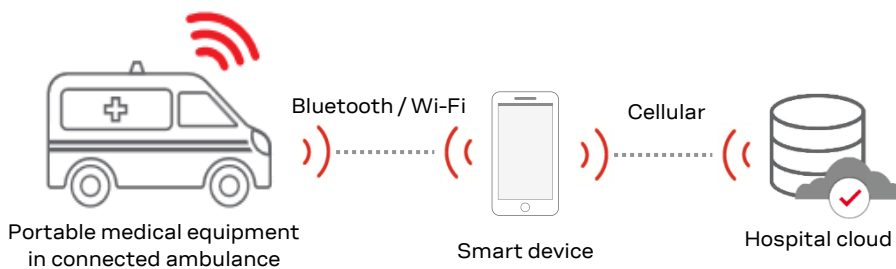 Bluetooth / Wi-Fi
Cellular
Portable medical equipment
in connected ambulance
Smart device
Hospital cloud